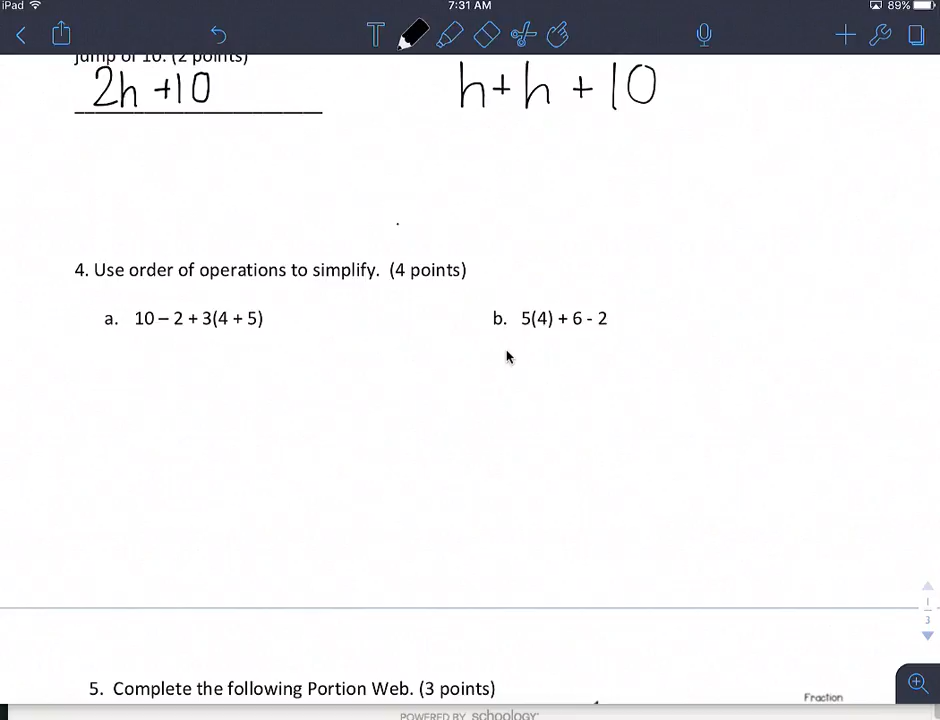 iPad 7:31 AM 89%
jump of 10. (2 points)
2h +10 h+h + 10
4. Use order of operations to simplify. (4 points)
a. 10 – 2 + 3(4 + 5) b. 5(4) + 6 - 2
1
3
5. Complete the following Portion Web. (3 points)
Fraction
POWERED BY schoology